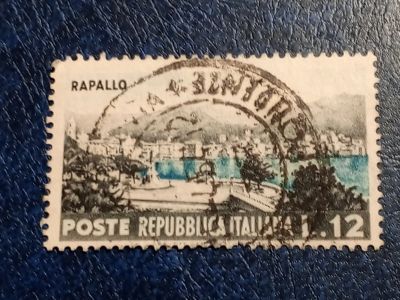 RAPALLO
POSTE REPUBBLICA ITALIANA L.12